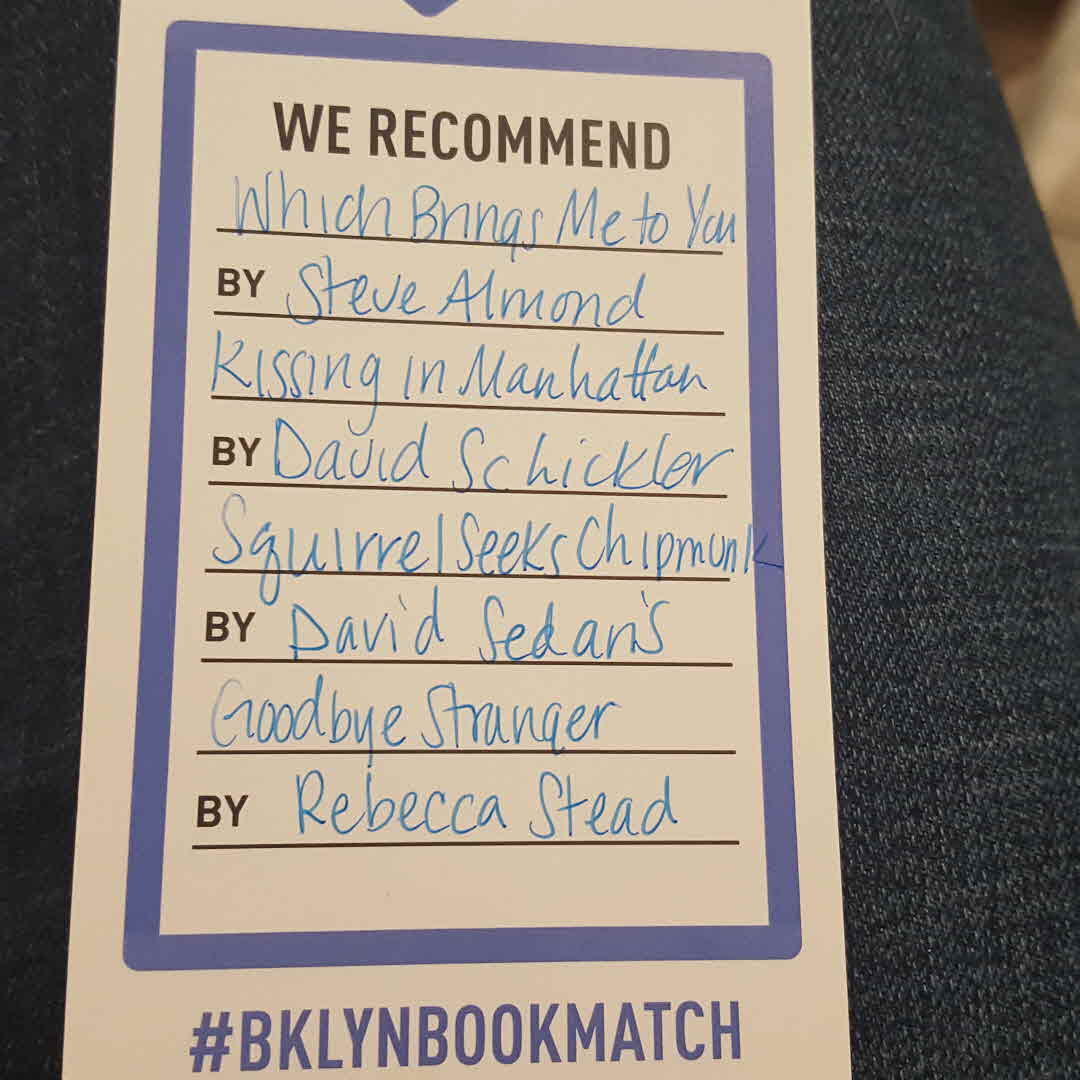 WE RECOMMEND
Which Brings Me to You
BY Steve Almond
Kissing in Manhattan
BY David Schickler
Squirrel Seeks Chipmunk
BY David Sedaris
Goodbye Stranger
BY Rebecca Stead
#BKLYNBOOKMATCH